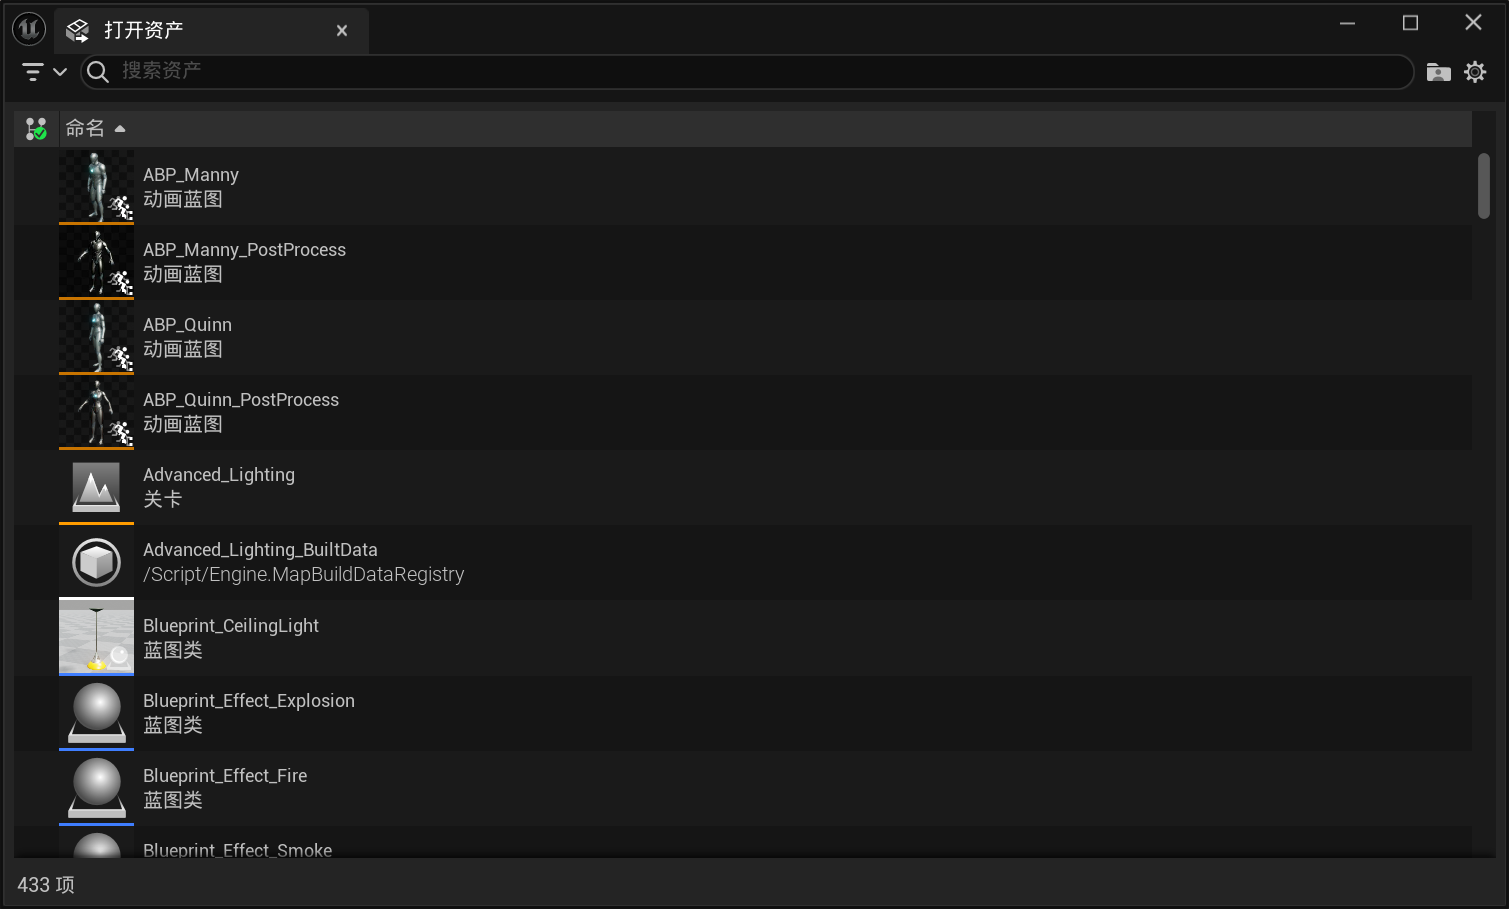 打开资产
搜索资产
命名
ABP_Manny
动画蓝图
ABP_Manny_PostProcess
动画蓝图
ABP_Quinn
动画蓝图
ABP_Quinn_PostProcess
动画蓝图
Advanced_Lighting
关卡
Advanced_Lighting_BuiltData
/Script/Engine.MapBuildDataRegistry
Blueprint_CeilingLight
蓝图类
Blueprint_Effect_Explosion
蓝图类
Blueprint_Effect_Fire
蓝图类
Blueprint_Effect_Smoke
433 项